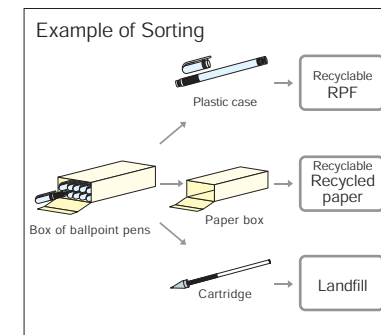 Example of Sorting
Plastic case
Recyclable
RPF
Box of ballpoint pens
Paper box
Recyclable
Recycled
paper
Cartridge
Landfill